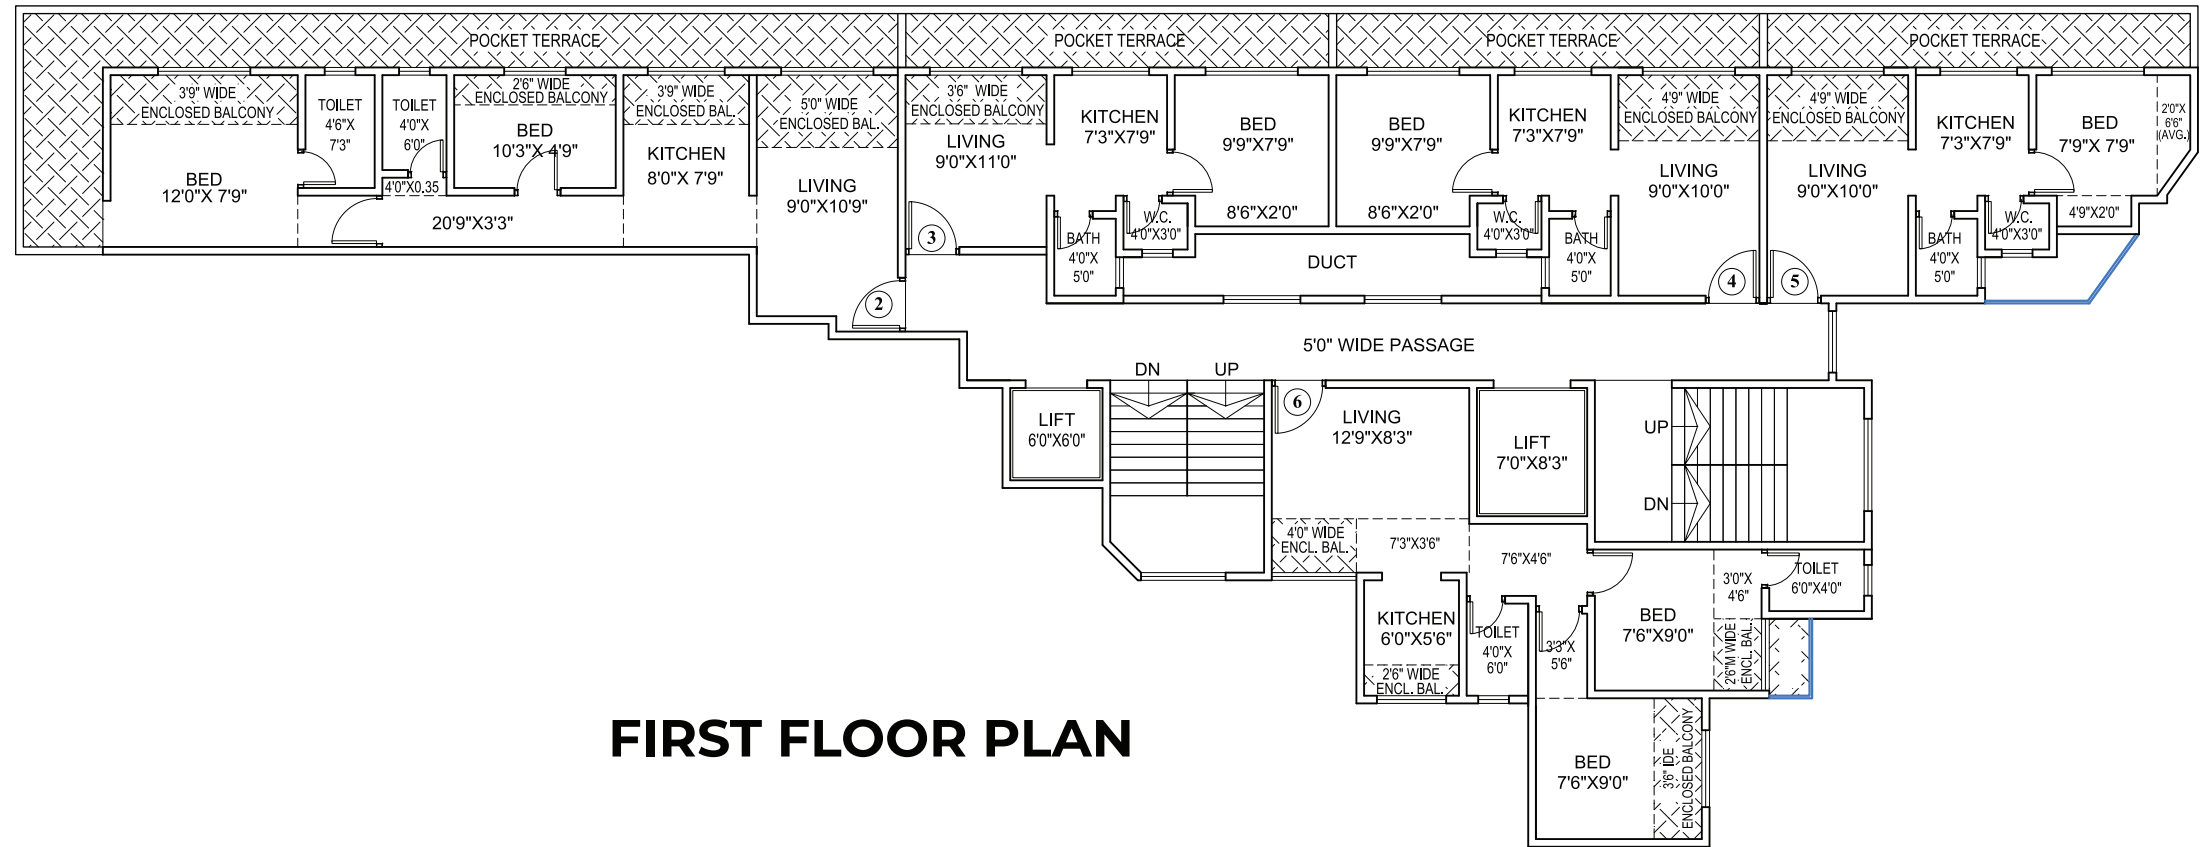 POCKET TERRACE
POCKET TERRACE
POCKET TERRACE
POCKET TERRACE
3'9" WIDE
ENCLOSED BALCONY
BED
12'0"X 7'9"
TOILET
4'6"X
7'3"
TOILET
4'0"X
6'0"
4'0"X0.35
20'9"X3'3"
2'6" WIDE
ENCLOSED BALCONY
BED
10'3"X 4'9"
3'9" WIDE
ENCLOSED BAL.
KITCHEN
8'0"X 7'9"
5'0" WIDE
ENCLOSED BAL.
LIVING
9'0"X10'9"
2
3'6" WIDE
ENCLOSED BALCONY
LIVING
9'0"X11'0"
3
KITCHEN
7'3"X7'9"
BATH
4'0"X
5'0"
W.C.
4'0"X3'0"
BED
9'9"X7'9"
8'6"X2'0"
BED
9'9"X7'9"
8'6"X2'0"
KITCHEN
7'3"X7'9"
W.C.
4'0"X3'0"
BATH
4'0"X
5'0"
DUCT
4'9" WIDE
ENCLOSED BALCONY
LIVING
9'0"X10'0"
4
4'9" WIDE
ENCLOSED BALCONY
LIVING
9'0"X10'0"
5
KITCHEN
7'3"X7'9"
BATH
4'0"X
5'0"
W.C.
4'0"X3'0"
BED
7'9"X 7'9"
2'0"X
6'6"
(AVG.)
4'9"X2'0"
5'0" WIDE PASSAGE
DN
UP
LIFT
6'0"X6'0"
6
LIVING
12'9"X8'3"
LIFT
7'0"X8'3"
UP
DN
4'0" WIDE
ENCL. BAL.
7'3"X3'6"
7'6"X4'6"
KITCHEN
6'0"X5'6"
2'6" WIDE
ENCL. BAL.
TOILET
4'0"X
6'0"
3'3"X
5'6"
BED
7'6"X9'0"
3'0"X
4'6"
TOILET
6'0"X4'0"
2'6"M WIDE
ENCL. BAL.
BED
7'6"X9'0"
3'6" IDE
ENCLOSED BALCONY
FIRST FLOOR PLAN